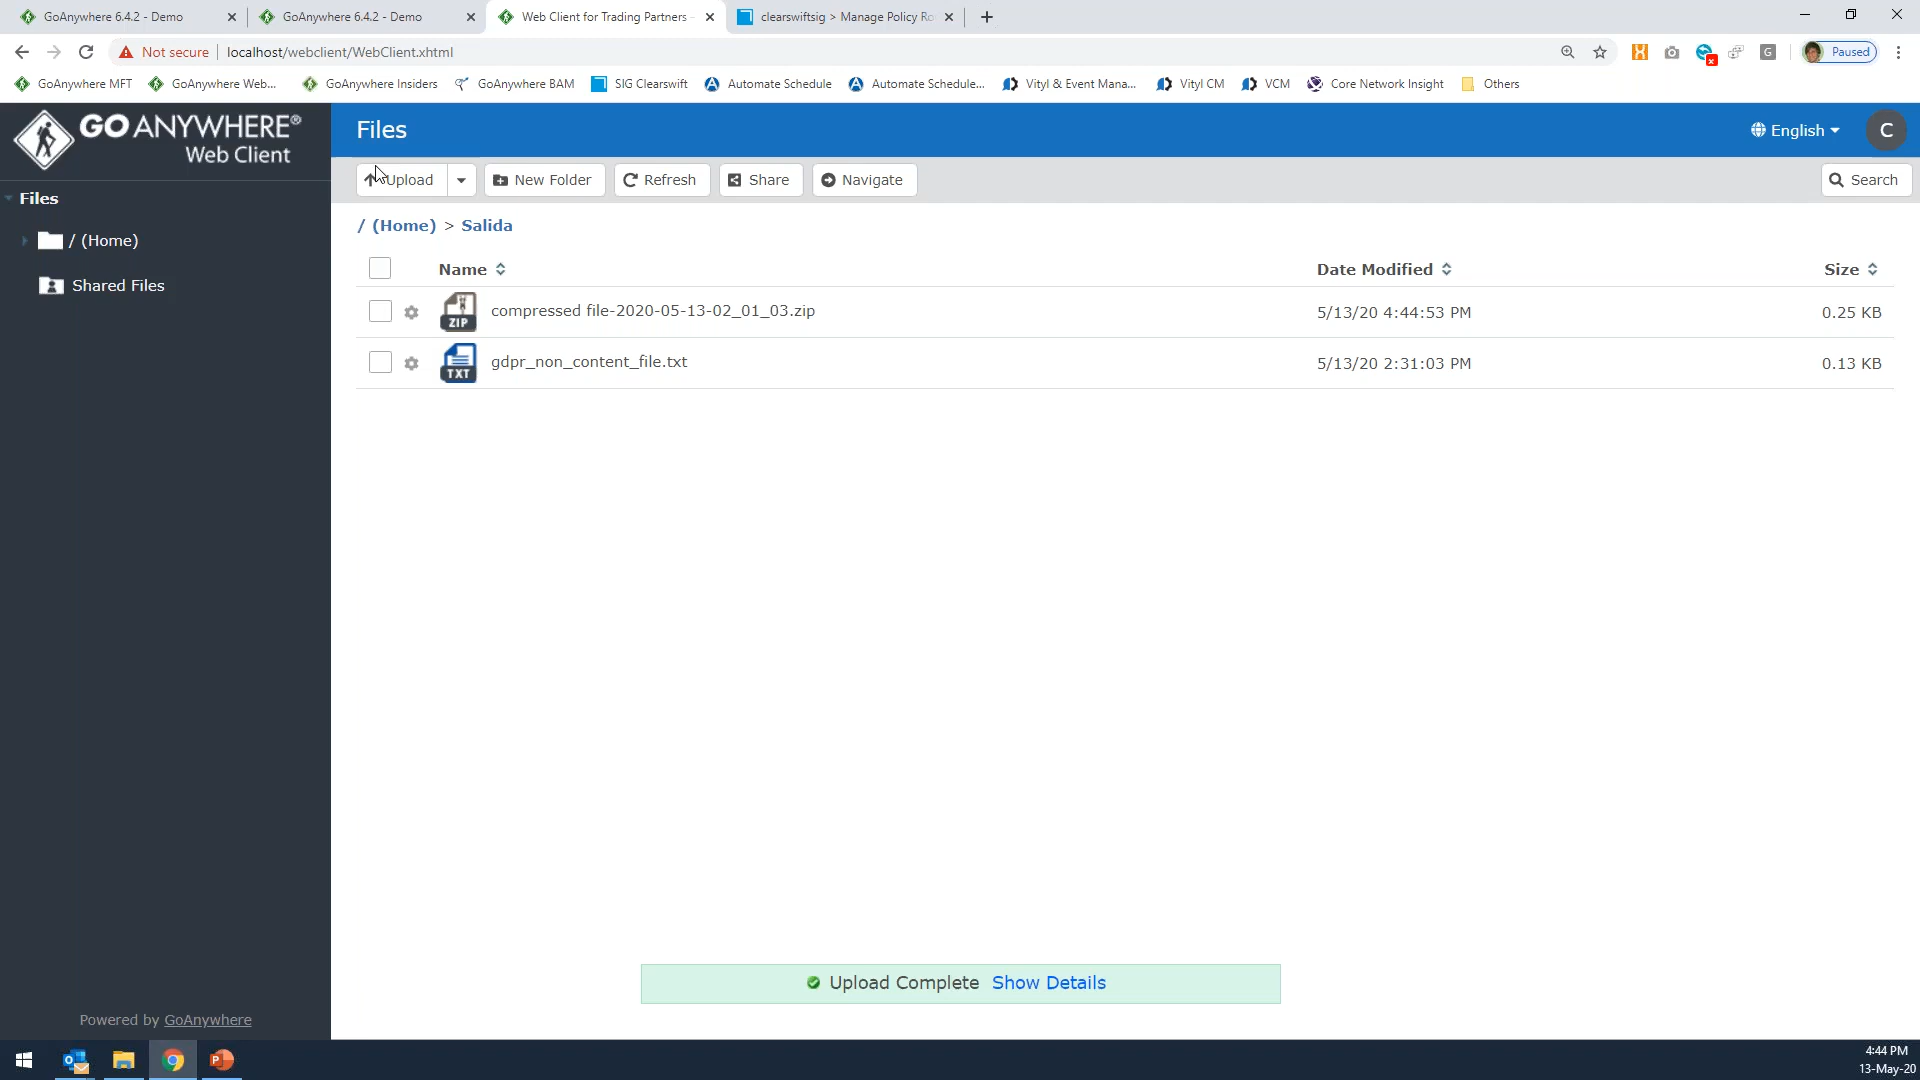 GoAnywhere 6.4.2 - Demo
GoAnywhere 6.4.2 - Demo
Web Client for Trading Partners -
clearswiftsig > Manage Policy Ro
Not secure
localhost/webclient/WebClient.xhtml
Paused
GoAnywhere MFT
GoAnywhere Web...
GoAnywhere Insiders
GoAnywhere BAM
SIG Clearswift
Automate Schedule
Automate Schedule...
Vityl & Event Mana...
Vityl CM
VCM
Core Network Insight
Others
GO ANYWHERE®
Web Client
Files
English
C
Upload
New Folder
Refresh
Share
Navigate
Search
Files
/ (Home)
Shared Files
/ (Home) > Salida
Name
Date Modified
Size
ZIP
compressed file-2020-05-13-02_01_03.zip
5/13/20 4:44:53 PM
0.25 KB
TXT
gdpr_non_content_file.txt
5/13/20 2:31:03 PM
0.13 KB
Upload Complete Show Details
Powered by GoAnywhere
4:44 PM
13-May-20